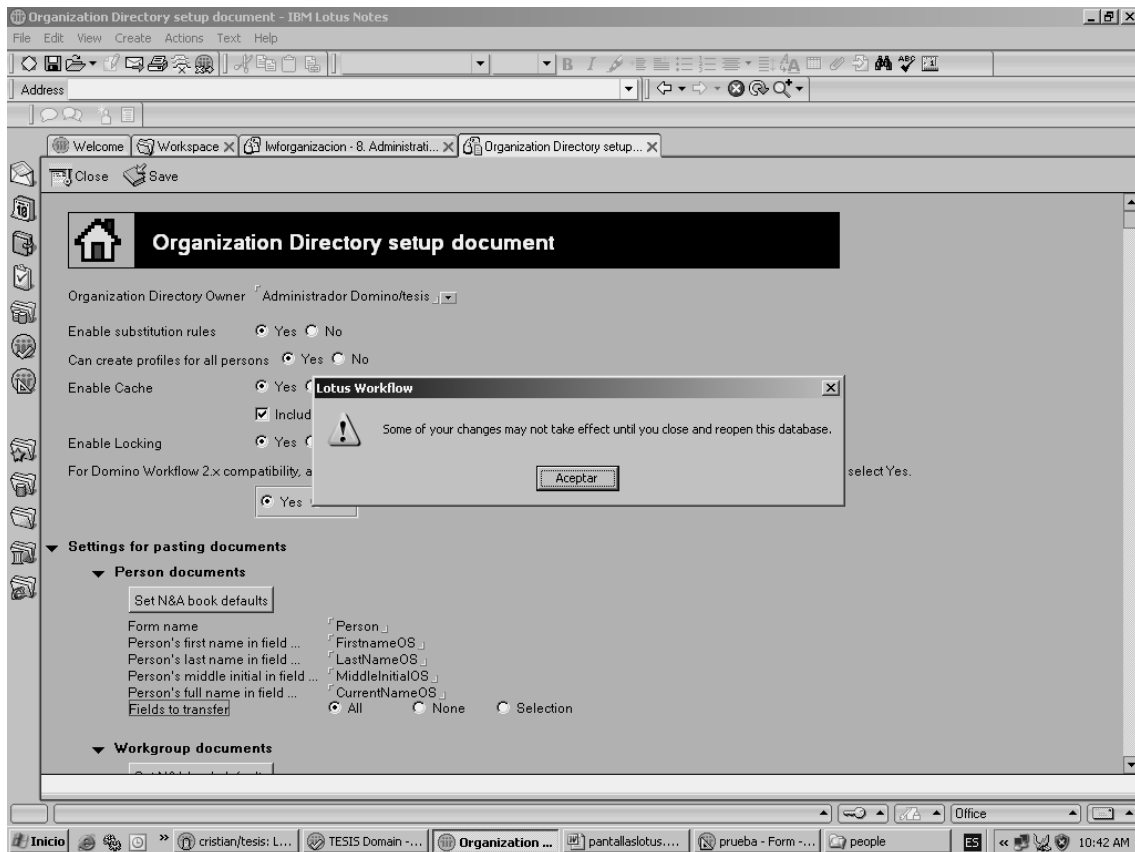 Organization Directory setup document - IBM Lotus Notes
File Edit View Create Actions Text Help
Address
Welcome Workspace lwforganizacion - 8. Administrati... Organization Directory setup...
Close Save
Organization Directory setup document
Organization Directory Owner Administrador Domino/tesis
Enable substitution rules Yes No
Can create profiles for all persons Yes No
Enable Cache Yes
Lotus Workflow
Includ
Some of your changes may not take effect until you close and reopen this database.
Enable Locking Yes
For Domino Workflow 2.x compatibility, a select Yes.
Aceptar
Yes
Settings for pasting documents
Person documents
Set N&A book defaults
Form name Person
Person's first name in field ... FirstnameOS
Person's last name in field ... LastNameOS
Person's middle initial in field ... MiddleInitialOS
Person's full name in field ... CurrentNameOS
Fields to transfer All None Selection
Workgroup documents
Office
Inicio cristian/tesis: L... TESIS Domain -... Organization ... pantallaslotus.... prueba - Form -... people ES 10:42 AM